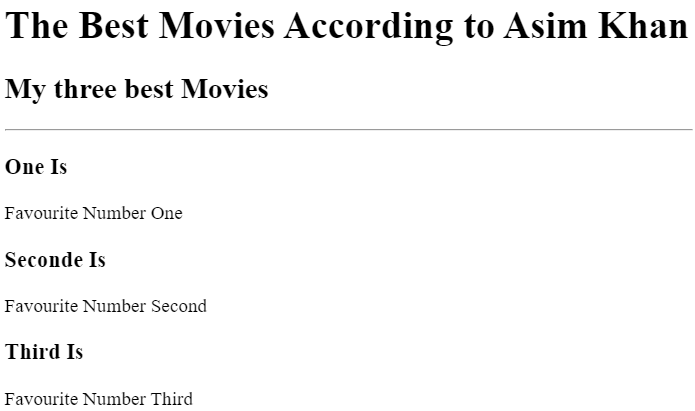 The Best Movies According to Asim Khan
My three best Movies
One Is
Favourite Number One
Seconde Is
Favourite Number Second
Third Is
Favourite Number Third